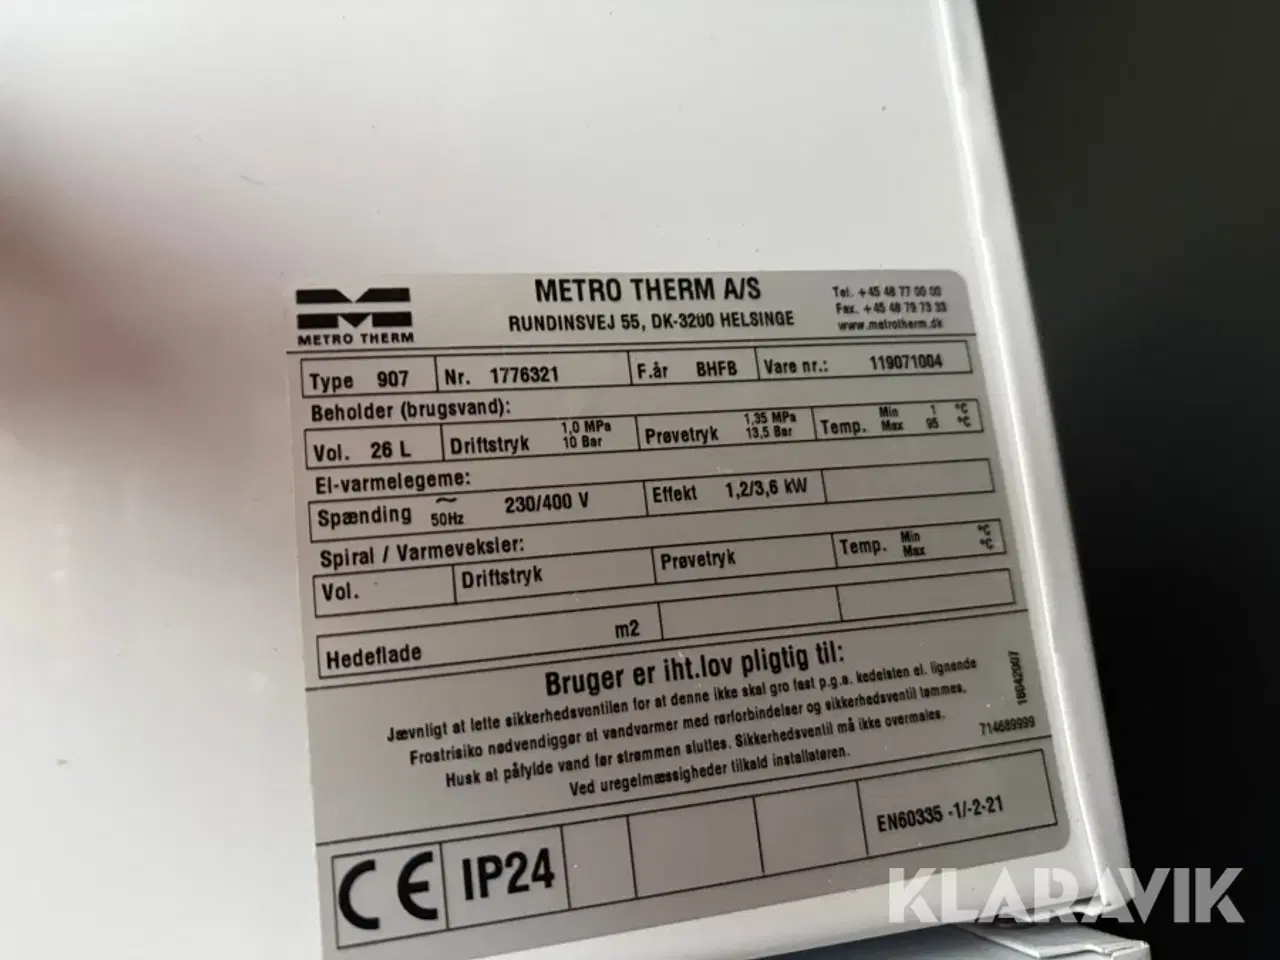 METRO THERM
METRO THERM A/S
RUNDINSVEJ 55, DK-3200 HELSINGE
Tel. +45 48 77 00 00
Fax. +45 48 79 73 33
www.metrotherm.dk
Type 907 Nr. 1776321 F.år BHFB Vare nr.: 119071004
Beholder (brugsvand):
Vol. 26 L Driftstryk 1,0 MPa 10 Bar Prøvetryk 1,35 MPa 13,5 Bar Temp. Min 1 °C Max 95 °C
El-varmelegeme:
Spænding ~ 50Hz 230/400 V Effekt 1,2/3,6 kW
Spiral / Varmeveksler:
Vol. Driftstryk Prøvetryk Temp. Min °C Max °C
Hedeflade m2
Bruger er iht.lov pligtig til:
Jævnligt at lette sikkerhedsventilen for at denne ikke skal gro fast p.g.a. kedelsten el. lignende
Frostrisiko nødvendiggør at vandvarmer med rørforbindelser og sikkerhedsventil tømmes.
Husk at påfylde vand før strømmen sluttes. Sikkerhedsventil må ikke overmales.
Ved uregelmæssigheder tilkald installatøren.
16042007
714689999
CE IP24 EN60335 -1/-2-21
KLARAVIK